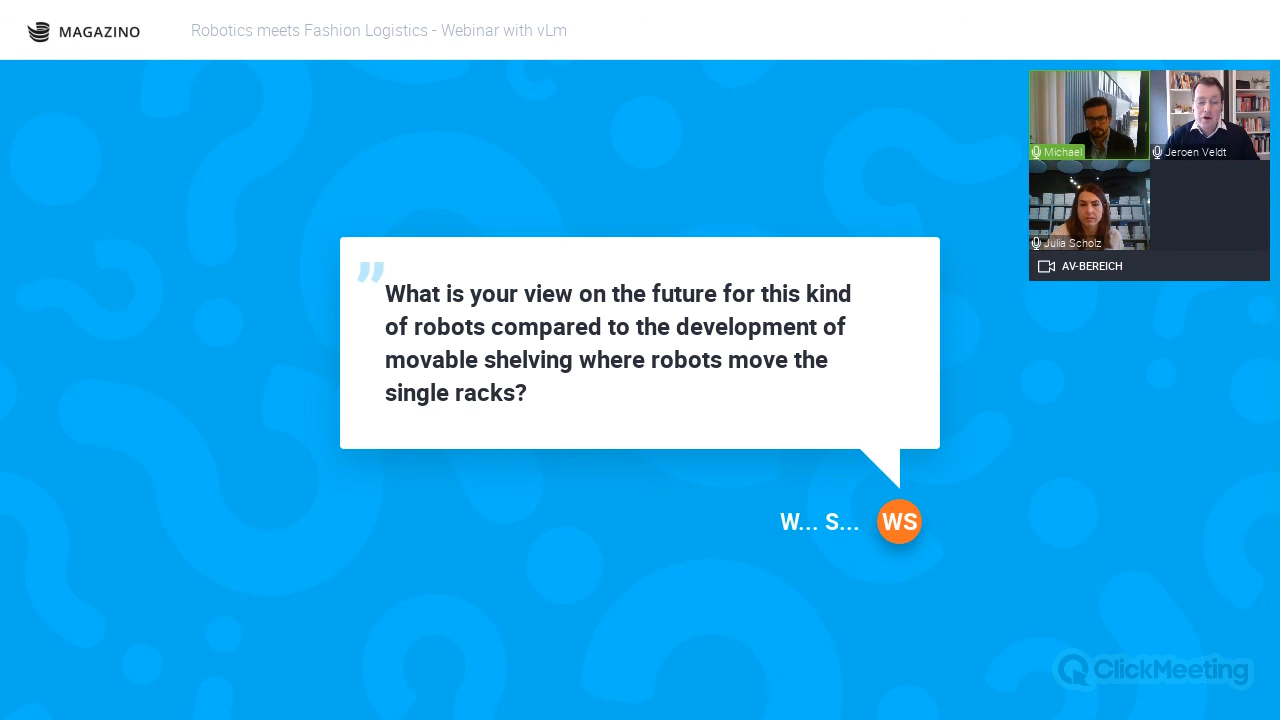 MAGAZINO
Robotics meets Fashion Logistics - Webinar with vLm
Michael
Jeroen Veldt
Julia Scholz
AV-BEREICH
”
What is your view on the future for this kind
of robots compared to the development of
movable shelving where robots move the
single racks?
W... S...
WS
ClickMeeting